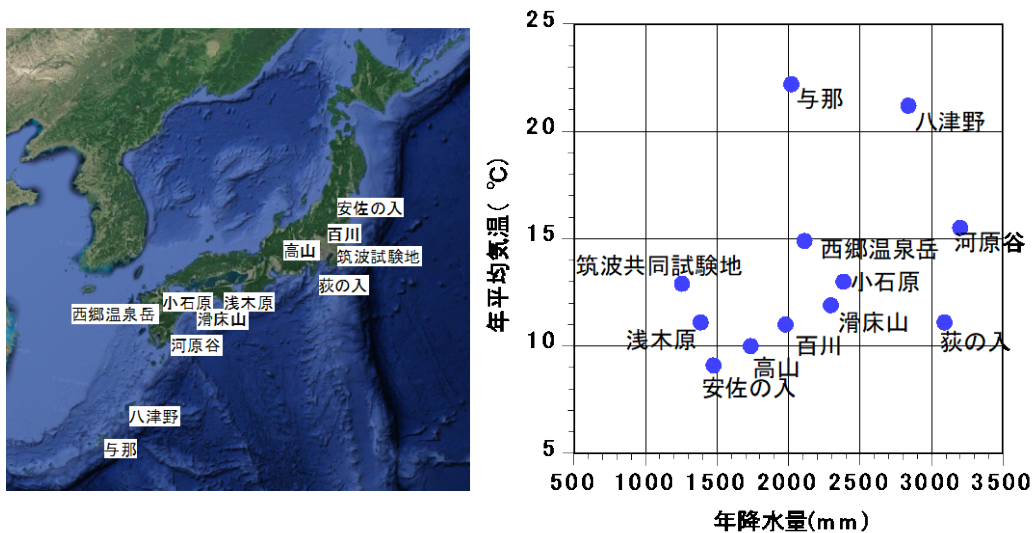 安佐の入
百川
高山
筑波試験地
荻の入
小石原
浅木原
西郷温泉岳
滑床山
河原谷
八津野
与那
25
20
15
10
5
年平均気温( ℃)
与那
八津野
河原谷
西郷温泉岳
筑波共同試験地
小石原
滑床山
浅木原
百川
荻の入
高山
安佐の入
500 1000 1500 2000 2500 3000 3500
年降水量(mm)